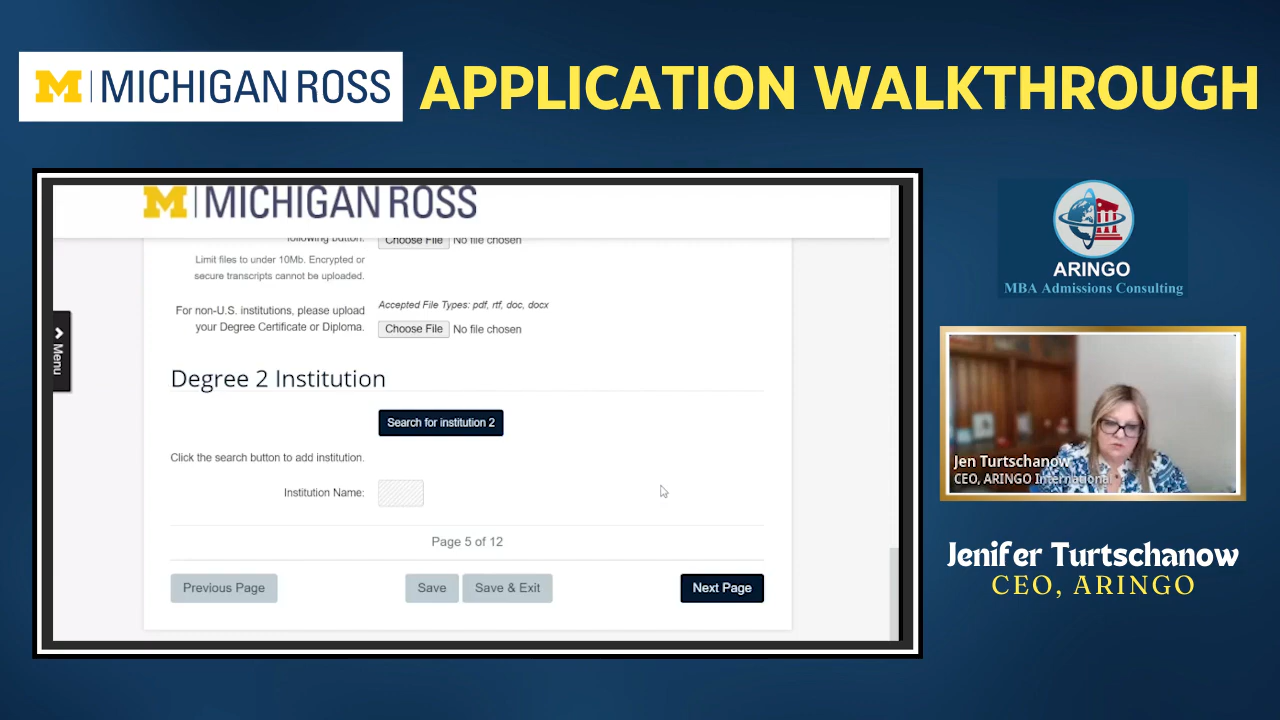 M | MICHIGAN ROSS
APPLICATION WALKTHROUGH
M | MICHIGAN ROSS
following button.
Choose File No file chosen
Limit files to under 10Mb. Encrypted or
secure transcripts cannot be uploaded.
Accepted File Types: pdf, rtf, doc, docx
For non-U.S. institutions, please upload
your Degree Certificate or Diploma.
Choose File No file chosen
Menu
Degree 2 Institution
Search for institution 2
Click the search button to add institution.
Institution Name:
Page 5 of 12
Previous Page
Save
Save & Exit
Next Page
ARINGO
MBA Admissions Consulting
Jen Turtschanow
CEO, ARINGO International
Jenifer Turtschanow
CEO, ARINGO